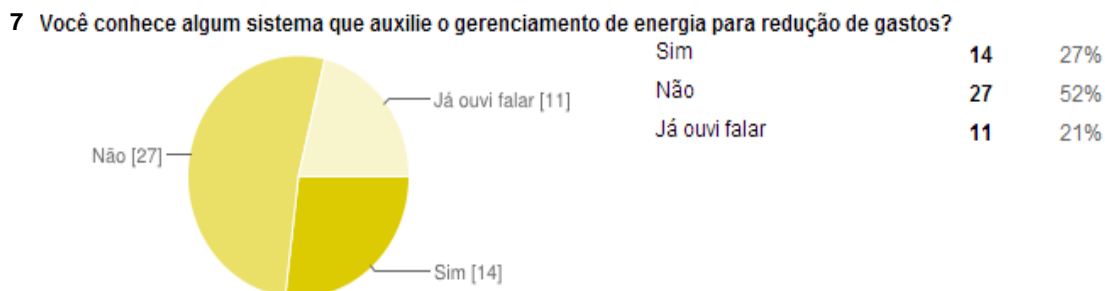 7 Você conhece algum sistema que auxilie o gerenciamento de energia para redução de gastos?
Sim 14 27%
Não 27 52%
Já ouvi falar 11 21%
Já ouvi falar [11]
Não [27]
Sim [14]